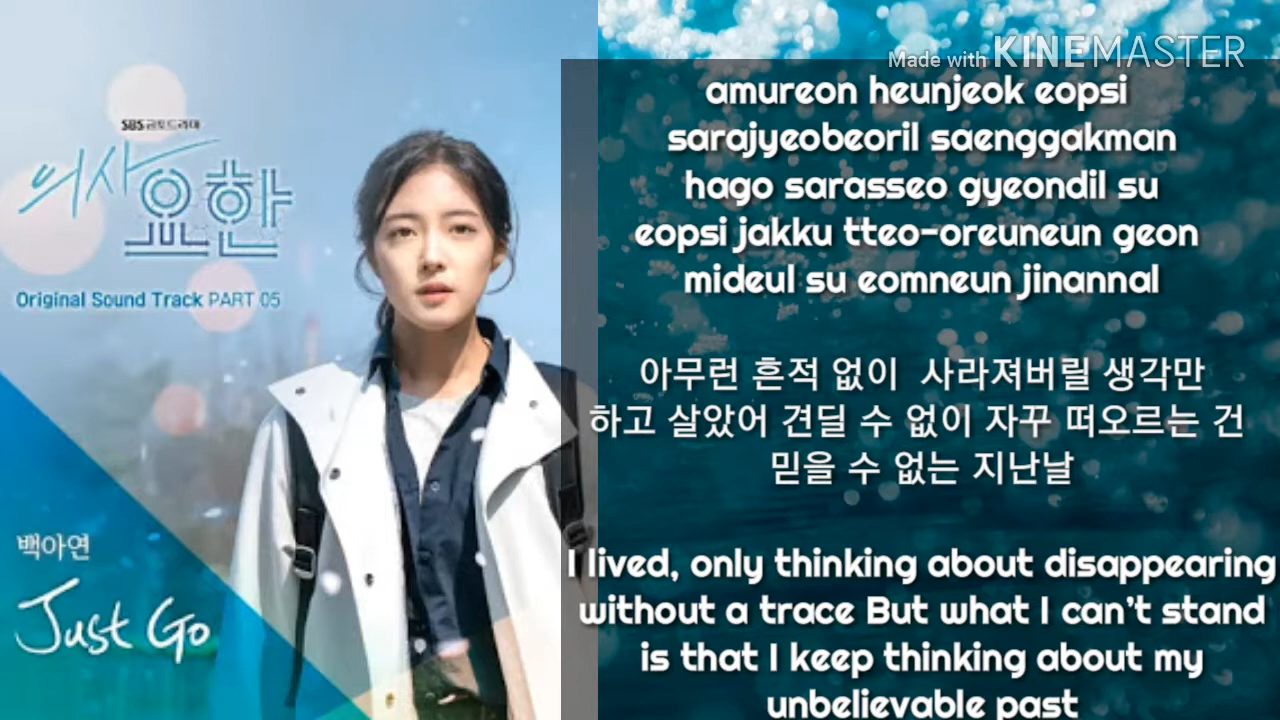 SBS 금토드라마
의사요한
Original Sound Track PART 05
백아연
Just Go
Made with KINEMASTER
amureon heunjeok eopsi
sarajyeobeoril saenggakman
hago sarasseo gyeondil su
eopsi jakku tteo-oreuneun geon
mideul su eomneun jinannal
아무런 흔적 없이 사라져버릴 생각만
하고 살았어 견딜 수 없이 자꾸 떠오르는 건
믿을 수 없는 지난날
I lived, only thinking about disappearing
without a trace But what I can't stand
is that I keep thinking about my
unbelievable past